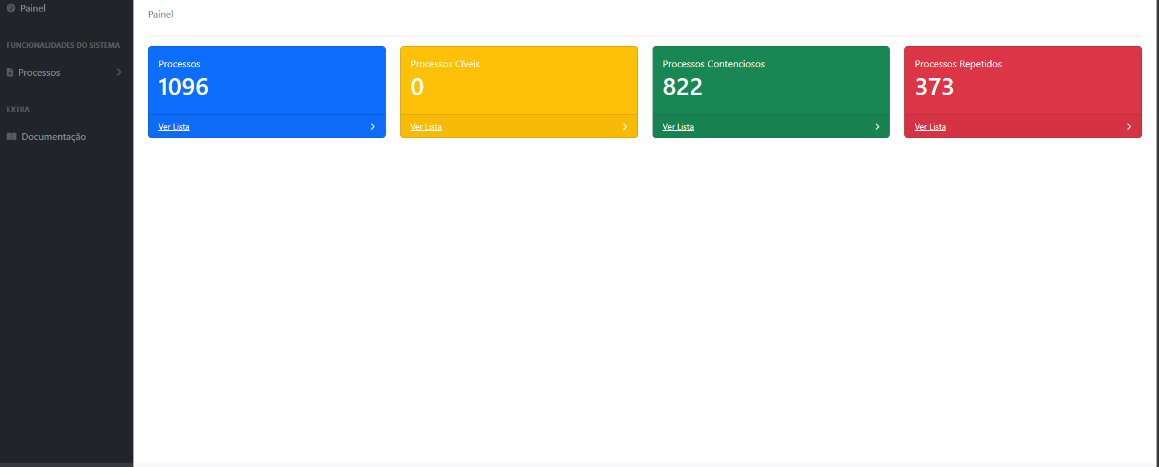 Painel
FUNCIONALIDADES DO SISTEMA
Processos
EXTRA
Documentação
Painel
Processos
1096
Ver Lista
Processos Cíveis
0
Ver Lista
Processos Contenciosos
822
Ver Lista
Processos Repetidos
373
Ver Lista